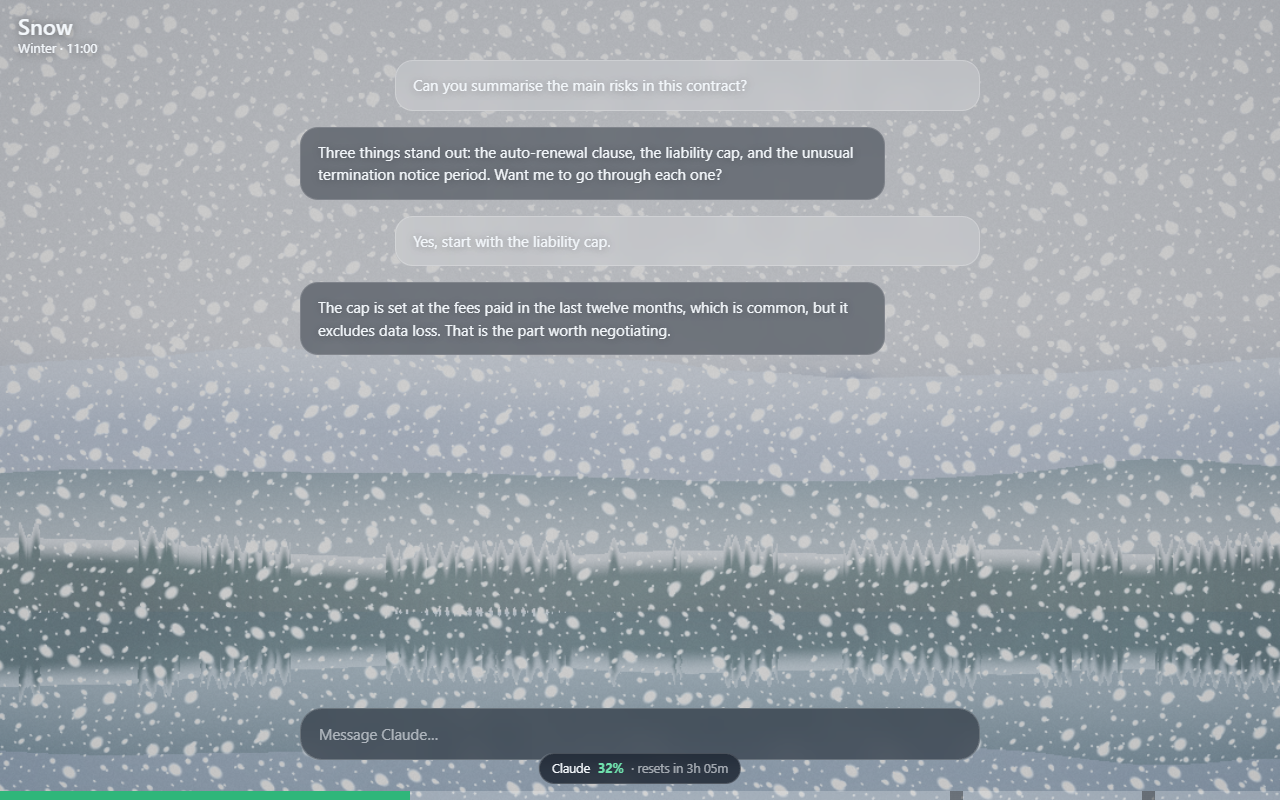 Snow
Winter · 11:00
Can you summarise the main risks in this contract?
Three things stand out: the auto-renewal clause, the liability cap, and the unusual
termination notice period. Want me to go through each one?
Yes, start with the liability cap.
The cap is set at the fees paid in the last twelve months, which is common, but it
excludes data loss. That is the part worth negotiating.
Message Claude...
Claude 32% · resets in 3h 05m